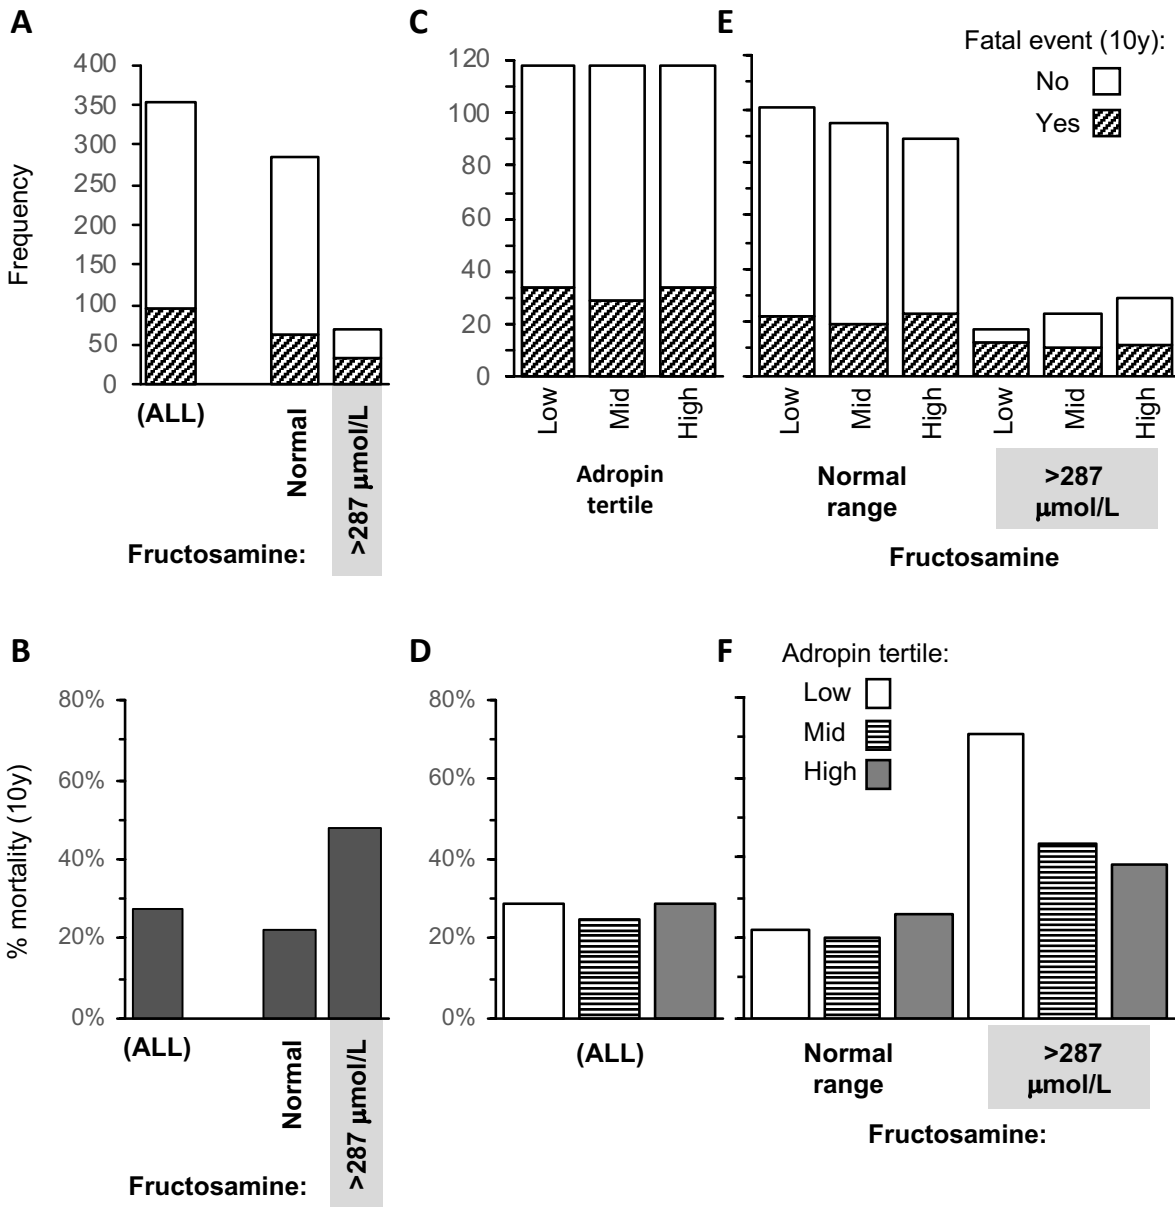 A
Frequency
400
350
300
250
200
150
100
50
0
(ALL)
Normal
>287 µmol/L
Fructosamine:
C
120
100
80
60
40
20
0
Low
Mid
High
Adropin
tertile
E
Fatal event (10y):
No
Yes
Low
Mid
High
Low
Mid
High
Normal
range
>287
µmol/L
Fructosamine
B
% mortality (10y)
80%
60%
40%
20%
0%
(ALL)
Normal
>287 µmol/L
Fructosamine:
D
80%
60%
40%
20%
0%
(ALL)
F
Adropin tertile:
Low
Mid
High
Normal
range
>287
µmol/L
Fructosamine: